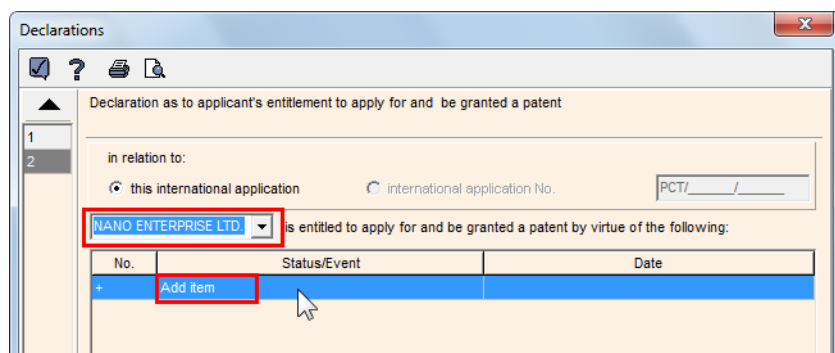 Declarations
Declaration as to applicant's entitlement to apply for and be granted a patent
1
2
in relation to:
this international application
international application No.
PCT/______/______
NANO ENTERPRISE LTD. is entitled to apply for and be granted a patent by virtue of the following:
No. Status/Event Date
+ Add item